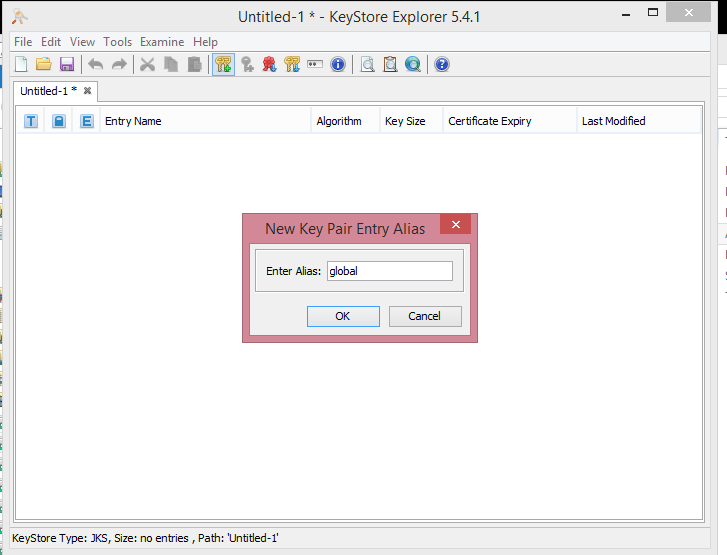 Untitled-1 * - KeyStore Explorer 5.4.1
File Edit View Tools Examine Help
Untitled-1 *
T E Entry Name Algorithm Key Size Certificate Expiry Last Modified
New Key Pair Entry Alias
Enter Alias: global
OK Cancel
KeyStore Type: JKS, Size: no entries , Path: 'Untitled-1'